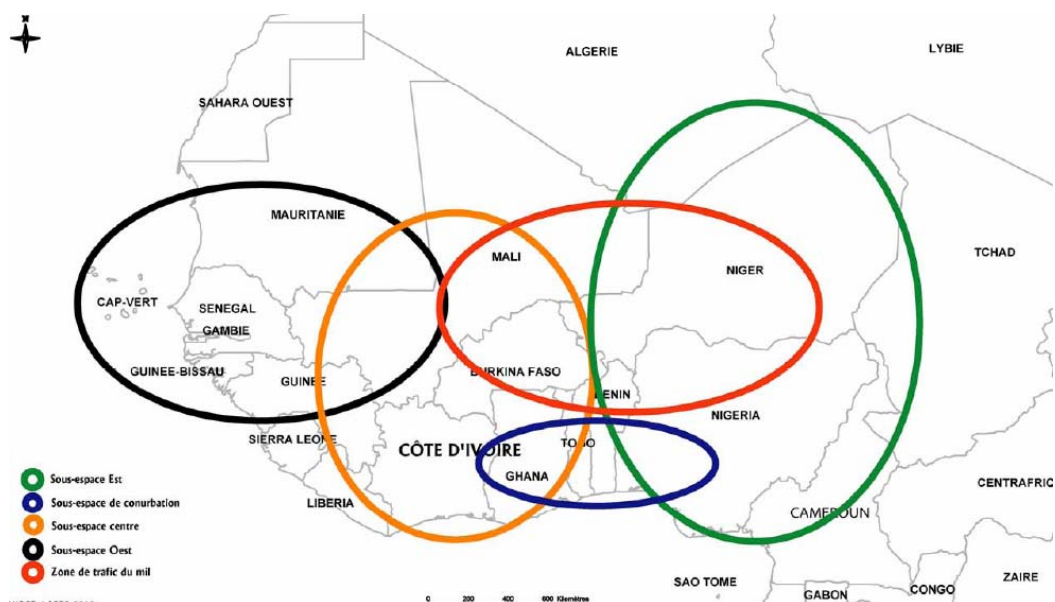 ALGERIE
LYBIE
SAHARA OUEST
MAURITANIE
MALI
NIGER
TCHAD
CAP-VERT
SENEGAL
GAMBIE
GUINEE-BISSAU
GUINEE
BURKINA FASO
BENIN
NIGERIA
SIERRA LEONE
CÔTE D'IVOIRE
TOGO
GHANA
LIBERIA
CENTRAFRIC
CAMEROUN
SAO TOME
GABON
CONGO
ZAIRE
Sous-espace Est
Sous-espace de conurbation
Sous-espace centre
Sous-espace Oest
Zone de trafic du mil
0 200 400 600 Kilomètres